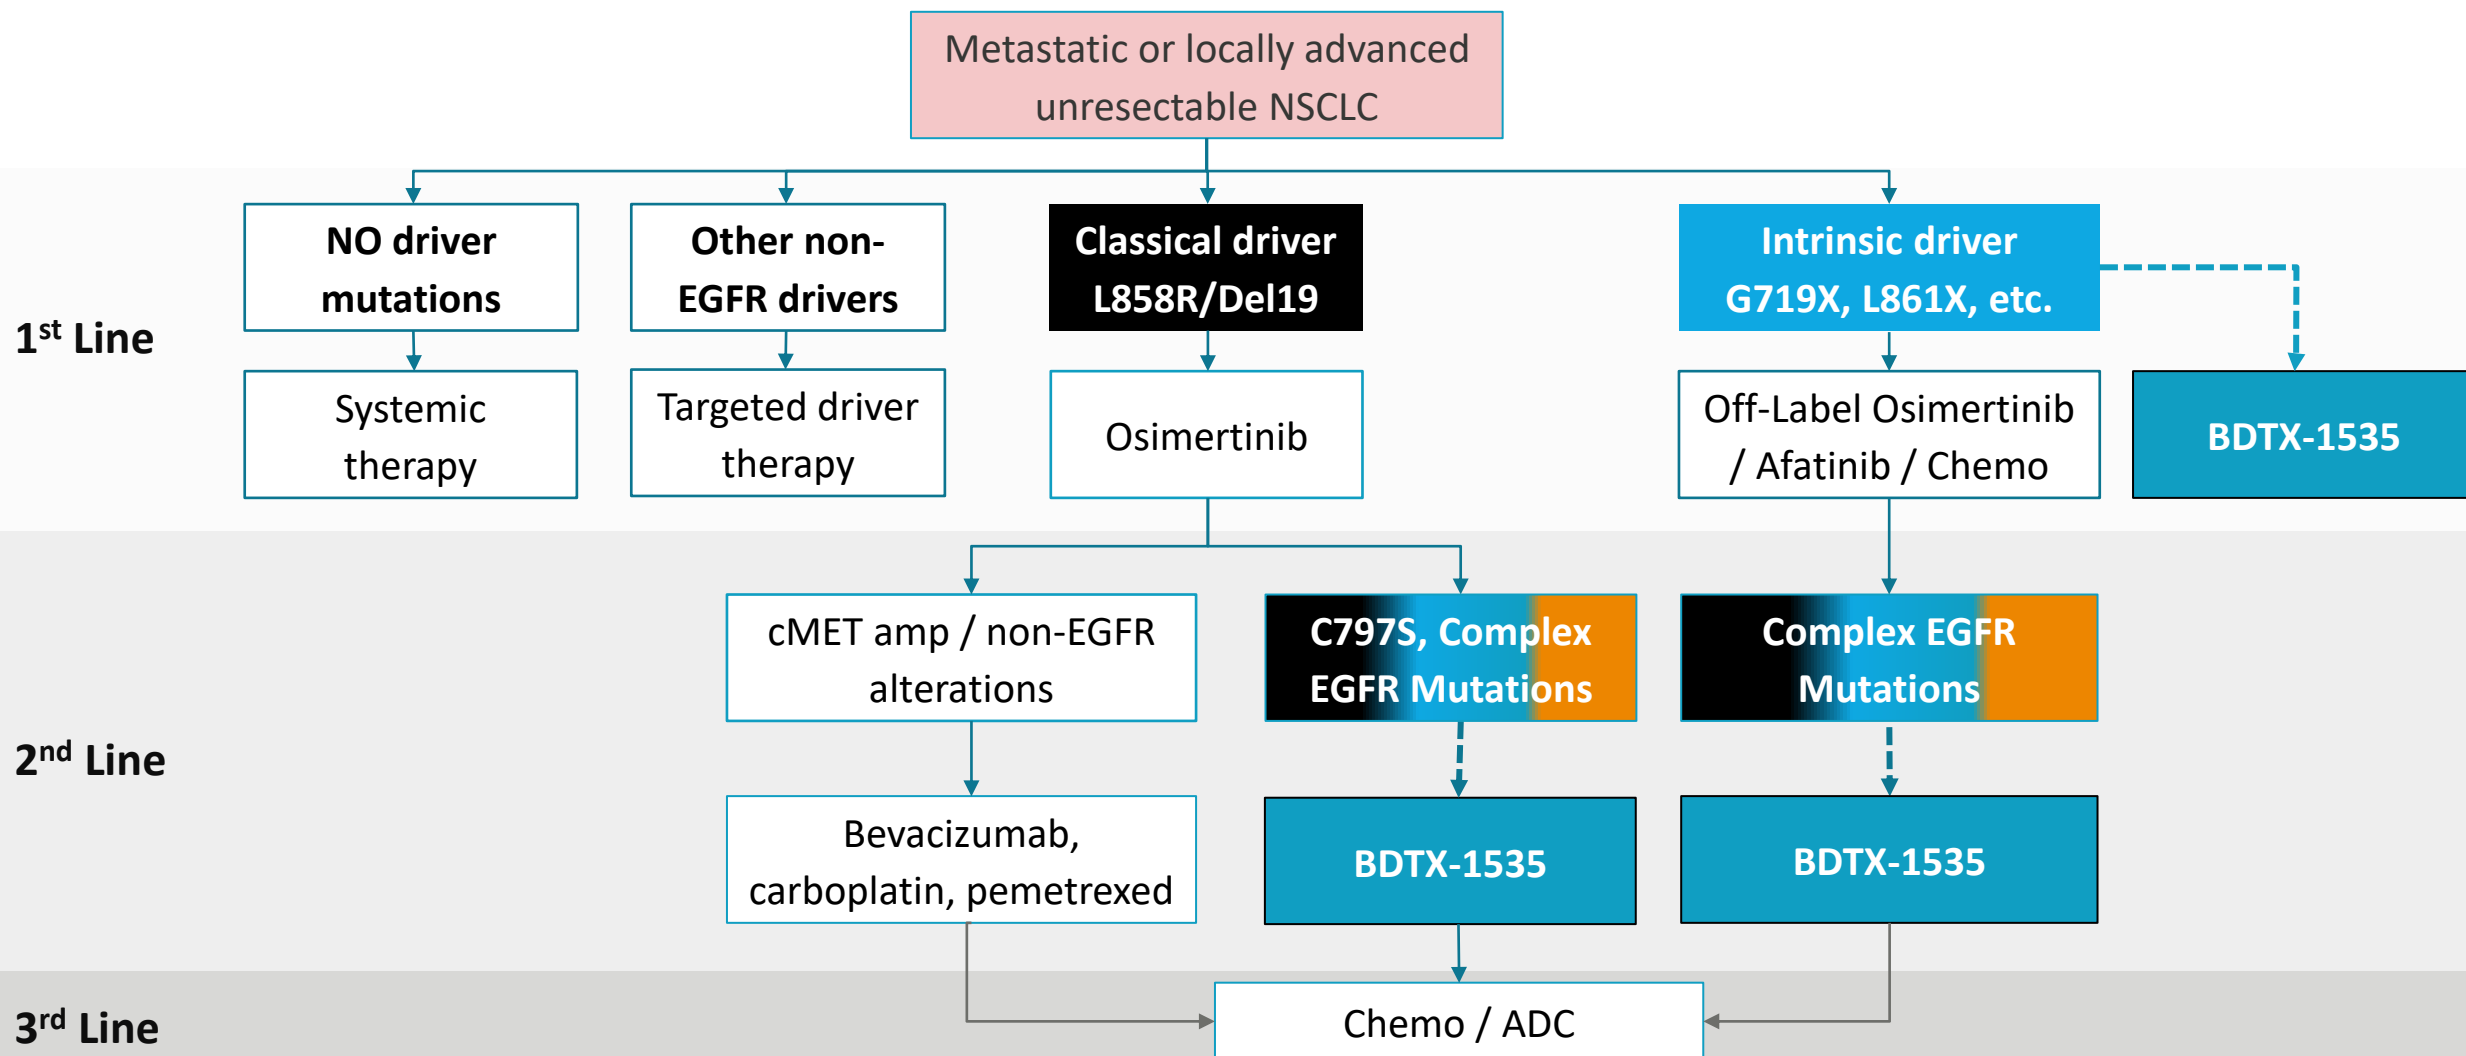 Metastatic or locally advanced
unresectable NSCLC
1st Line
NO driver
mutations
Other non-
EGFR drivers
Classical driver
L858R/Del19
Intrinsic driver
G719X, L861X, etc.
Systemic
therapy
Targeted driver
therapy
Osimertinib
Off-Label Osimertinib
/ Afatinib / Chemo
BDTX-1535
2nd Line
cMET amp / non-EGFR
alterations
C797S, Complex
EGFR Mutations
Complex EGFR
Mutations
Bevacizumab,
carboplatin, pemetrexed
BDTX-1535
BDTX-1535
3rd Line
Chemo / ADC